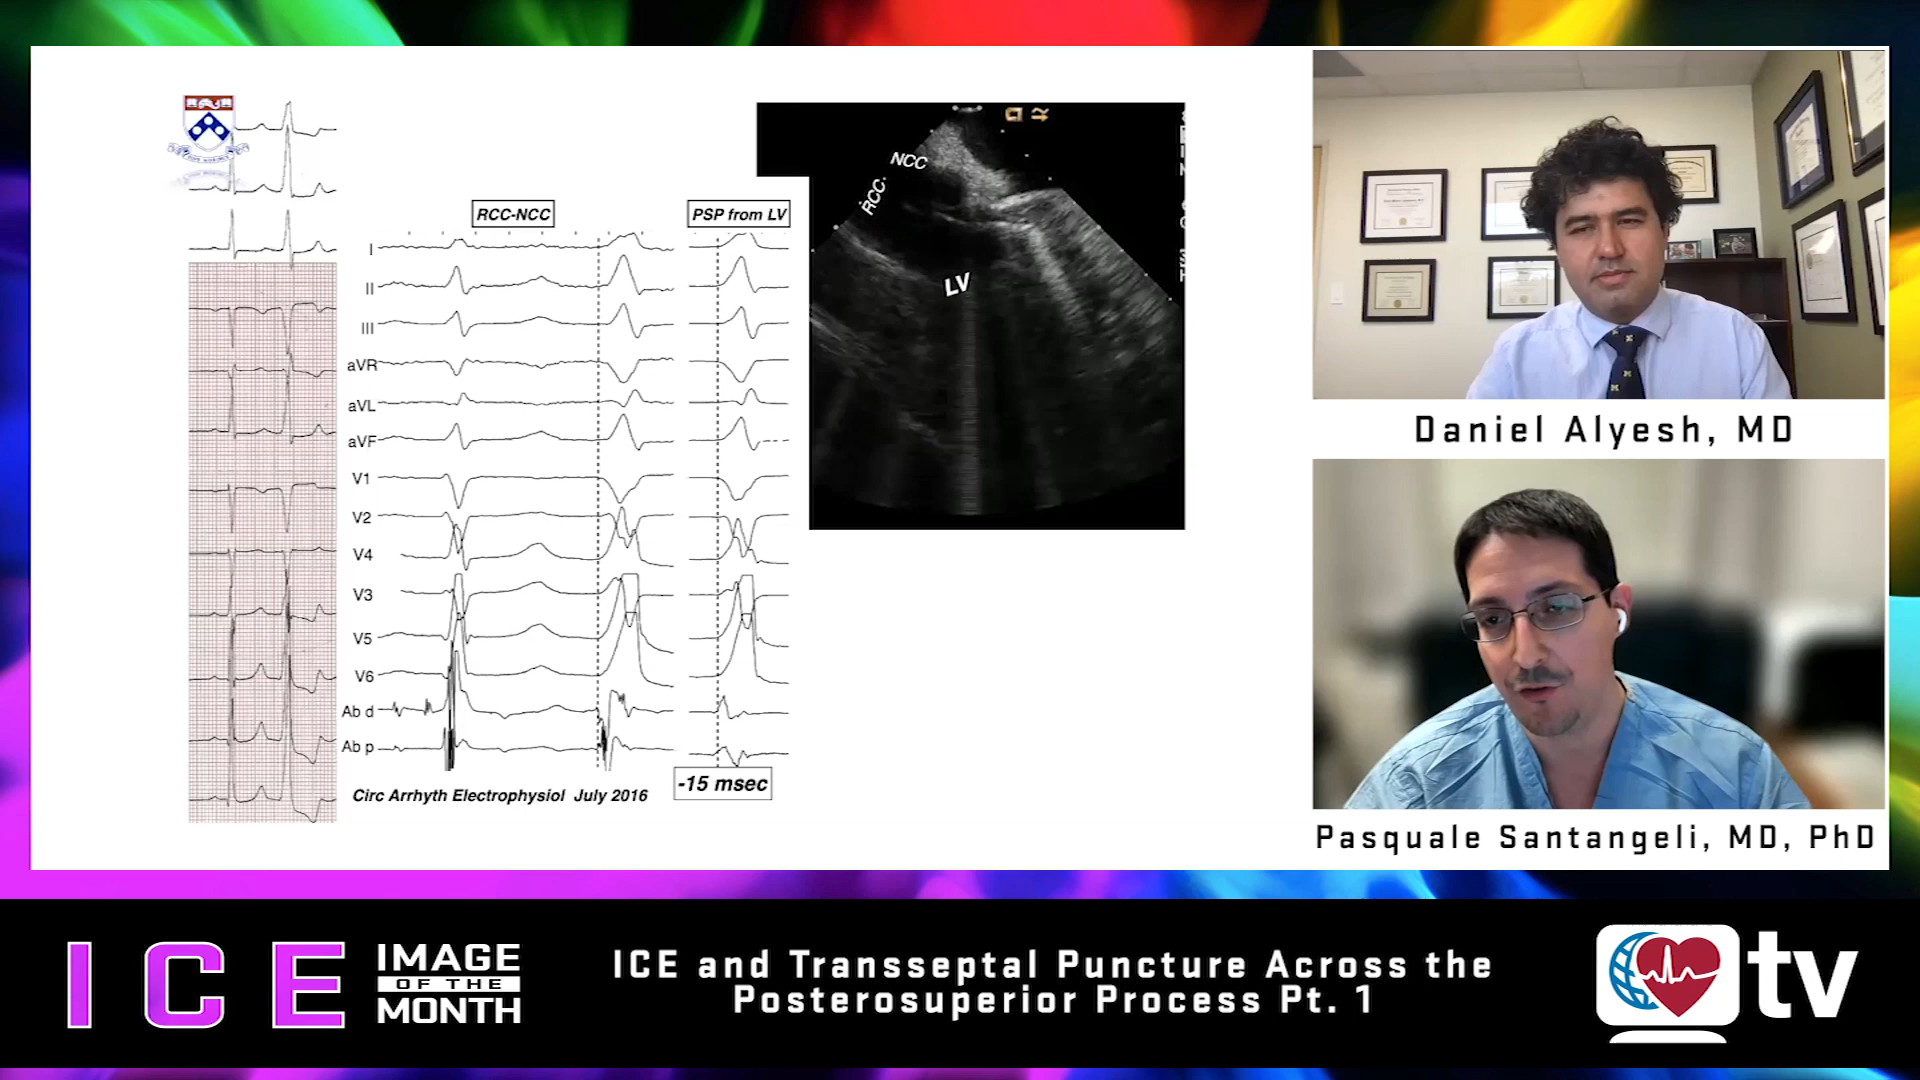 RCC-NCC
PSP from LV
I
II
III
aVR
aVL
aVF
V1
V2
V4
V3
V5
V6
Ab d
Ab p
-15 msec
Circ Arrhyth Electrophysiol July 2016
NCC
RCC
LV
Daniel Alyesh, MD
Pasquale Santangeli, MD, PhD
ICE
IMAGE
OF THE
MONTH
ICE and Transseptal Puncture Across the
Posterosuperior Process Pt. 1
tv